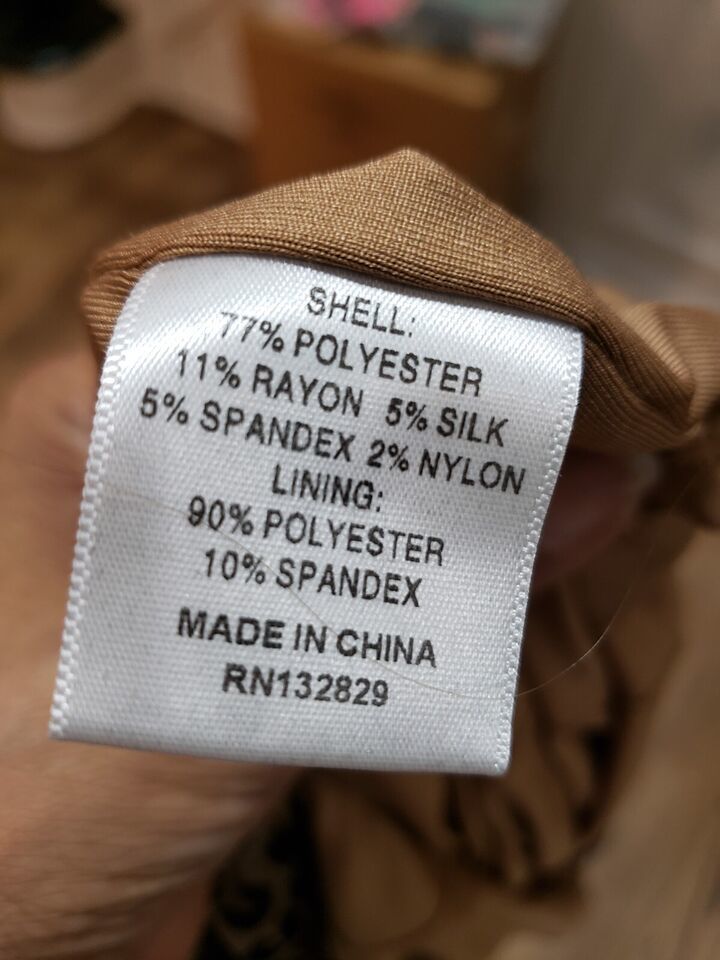 SHELL:
77% POLYESTER
11% RAYON 5% SILK
5% SPANDEX 2% NYLON
LINING:
90% POLYESTER
10% SPANDEX
MADE IN CHINA
RN132829